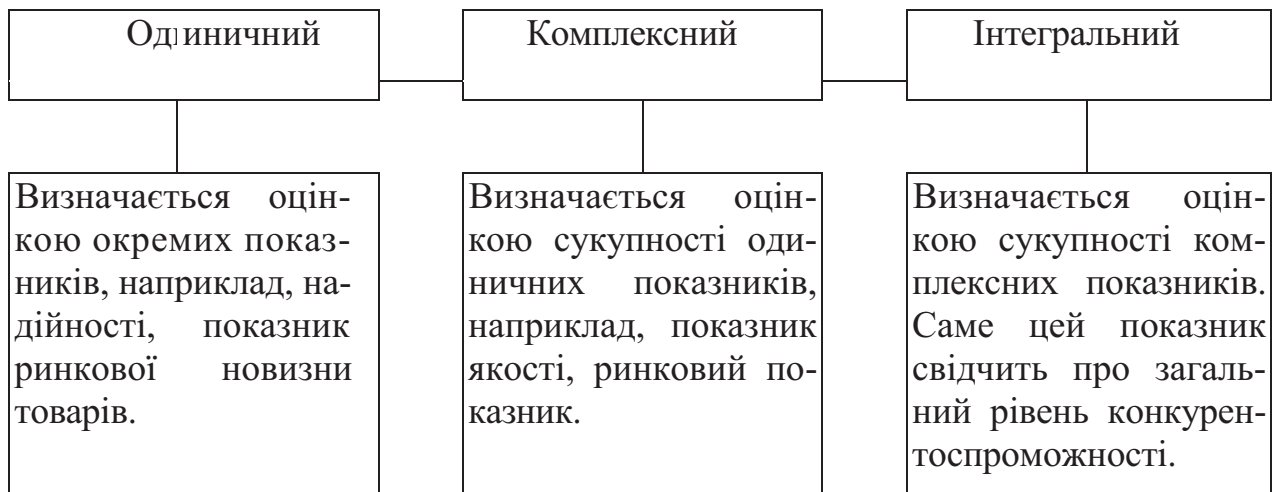 Одиничний
Комплексний
Інтегральний
Визначається оцін-
кою окремих показ-
ників, наприклад, на-
дійності, показник
ринкової новизни
товарів.
Визначається оцін-
кою сукупності оди-
ничних показників,
наприклад, показник
якості, ринковий по-
казник.
Визначається оцін-
кою сукупності ком-
плексних показників.
Саме цей показник
свідчить про загаль-
ний рівень конкурен-
тоспроможності.